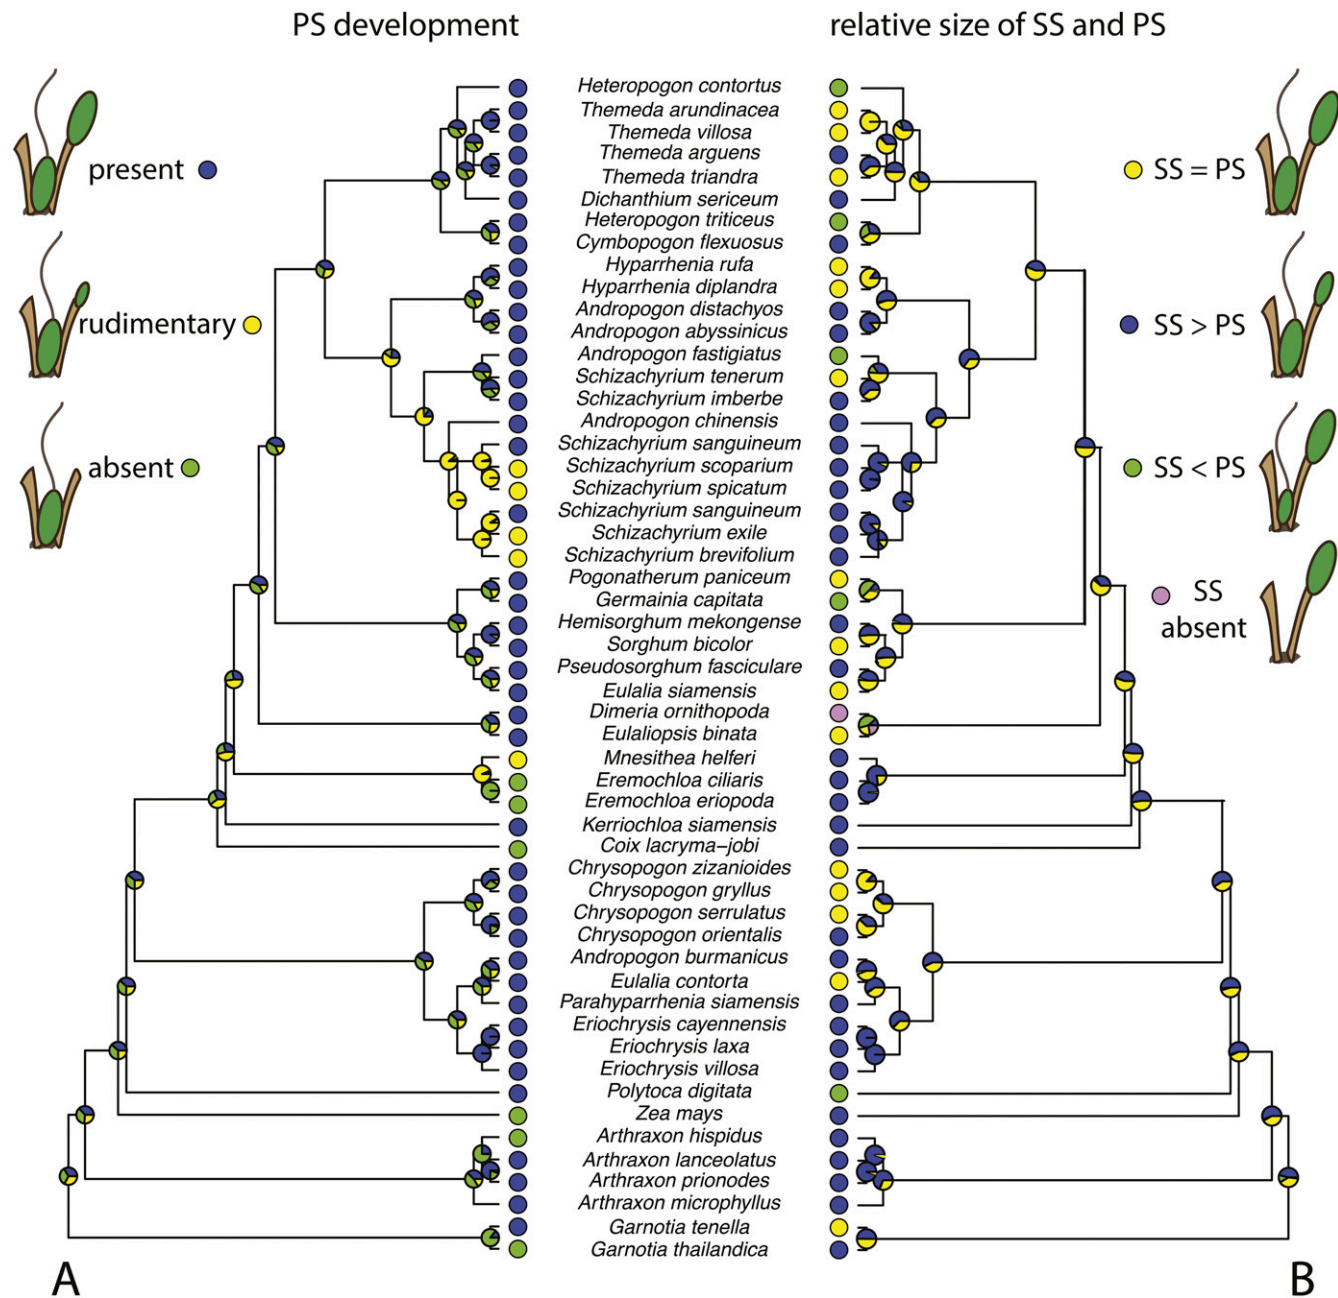 PS development
relative size of SS and PS
present
rudimentary
absent
Heteropogon contortus
Themeda arundinacea
Themeda villosa
Themeda arguens
Themeda triandra
Dichanthium sericeum
Heteropogon triticeus
Cymbopogon flexuosus
Hyparrhenia rufa
Hyparrhenia diplandra
Andropogon distachyos
Andropogon abyssinicus
Andropogon fastigiatus
Schizachyrium tenerum
Schizachyrium imberbe
Andropogon chinensis
Schizachyrium sanguineum
Schizachyrium scoparium
Schizachyrium spicatum
Schizachyrium sanguineum
Schizachyrium exile
Schizachyrium brevifolium
Pogonatherum paniceum
Germainia capitata
Hemisorghum mekongense
Sorghum bicolor
Pseudosorghum fasciculare
Eulalia siamensis
Dimeria ornithopoda
Eulaliopsis binata
Mnesithea helferi
Eremochloa ciliaris
Eremochloa eriopoda
Kerriochloa siamensis
Coix lacryma−jobi
Chrysopogon zizanioides
Chrysopogon gryllus
Chrysopogon serrulatus
Chrysopogon orientalis
Andropogon burmanicus
Eulalia contorta
Parahyparrhenia siamensis
Eriochrysis cayennensis
Eriochrysis laxa
Eriochrysis villosa
Polytoca digitata
Zea mays
Arthraxon hispidus
Arthraxon lanceolatus
Arthraxon prionodes
Arthraxon microphyllus
Garnotia tenella
Garnotia thailandica
SS = PS
SS > PS
SS < PS
SS
absent
A
B